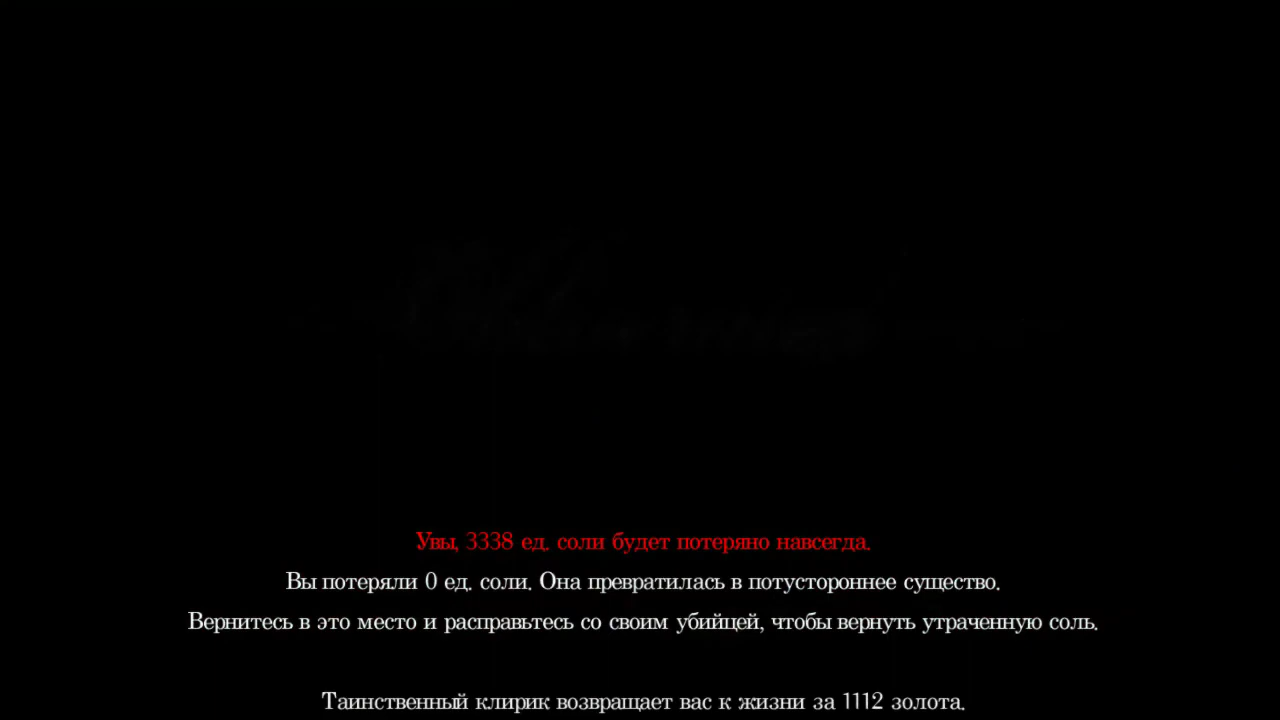 Увы, 3338 ед. соли будет потеряно навсегда.
Вы потеряли 0 ед. соли. Она превратилась в потустороннее существо.
Вернитесь в это место и расправьтесь со своим убийцей, чтобы вернуть утраченную соль.
Таинственный клирик возвращает вас к жизни за 1112 золота.